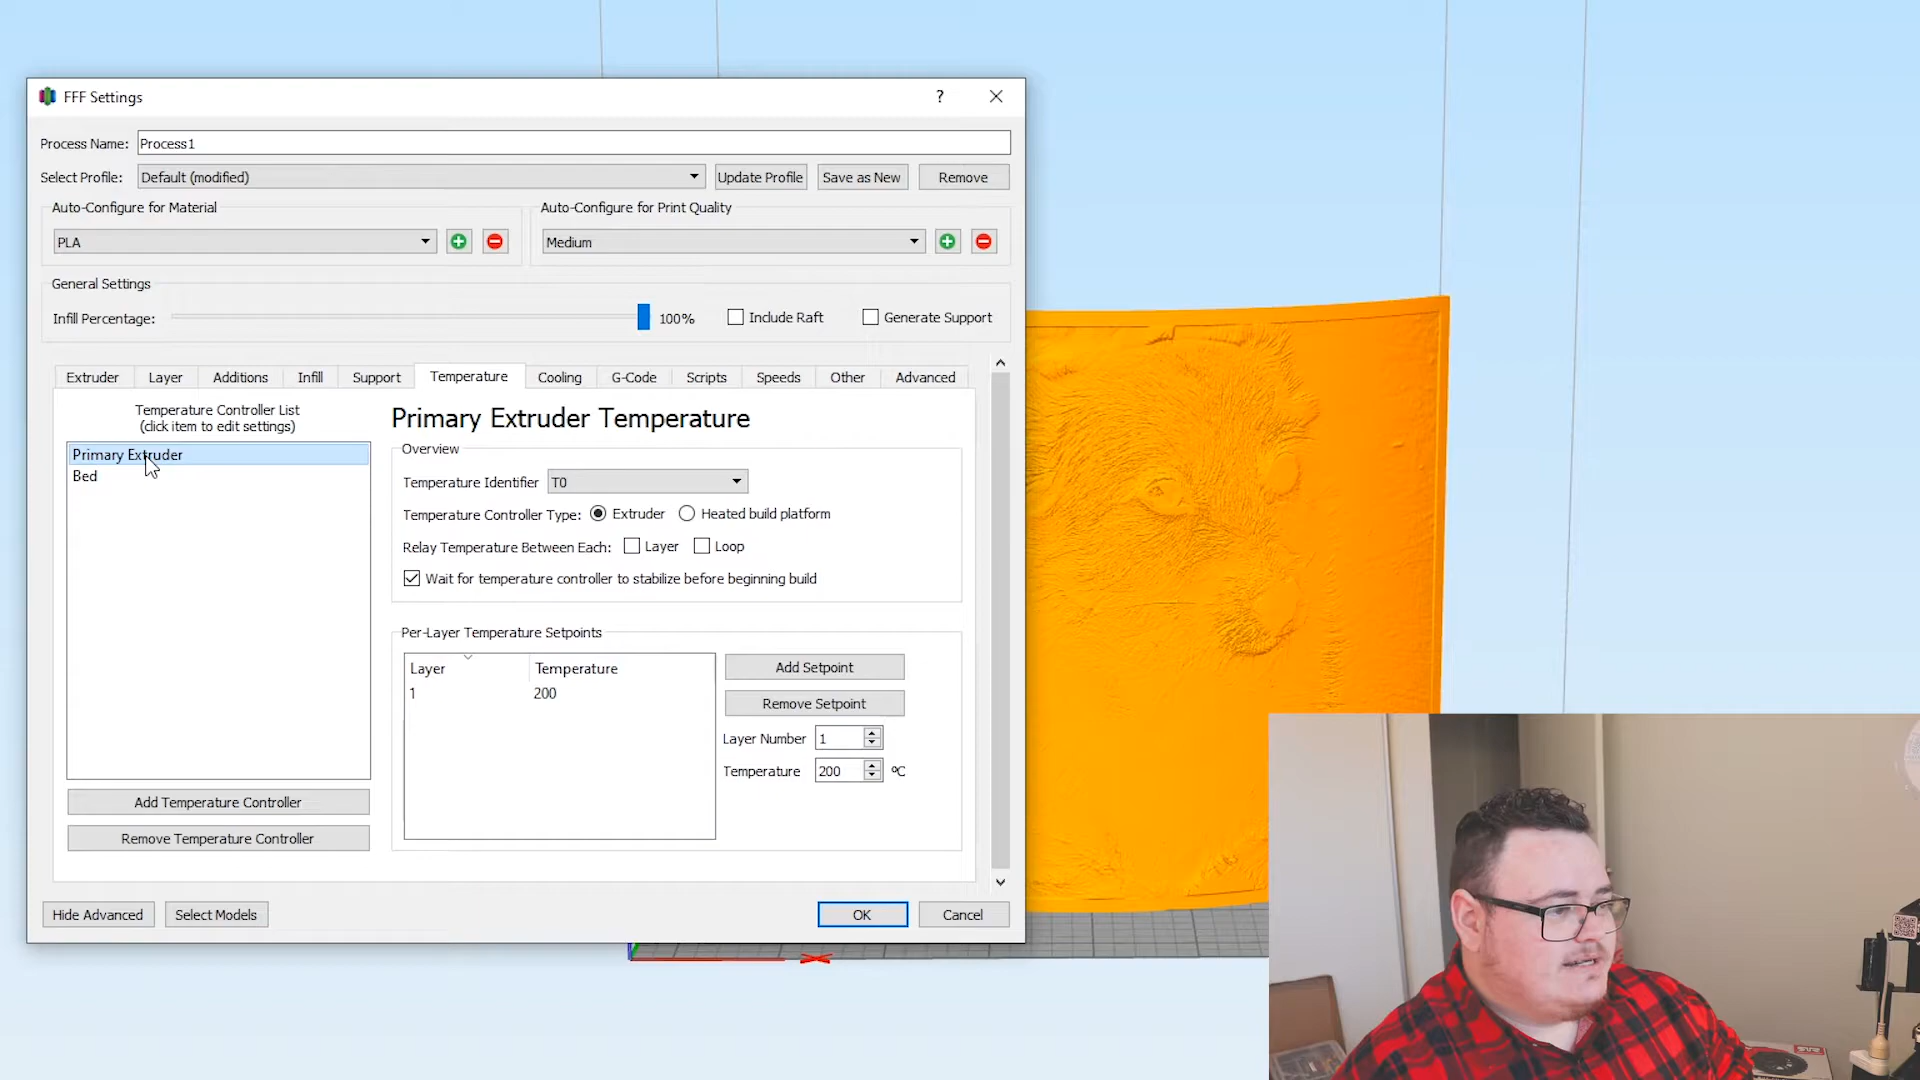 FFF Settings
?
Process Name: Process1
Select Profile: Default (modified) Update Profile Save as New Remove
Auto-Configure for Material Auto-Configure for Print Quality
PLA Medium
General Settings
Infill Percentage: 100% Include Raft Generate Support
Extruder Layer Additions Infill Support Temperature Cooling G-Code Scripts Speeds Other Advanced
Temperature Controller List
(click item to edit settings)
Primary Extruder
Bed
Add Temperature Controller
Remove Temperature Controller
Primary Extruder Temperature
Overview
Temperature Identifier T0
Temperature Controller Type: Extruder Heated build platform
Relay Temperature Between Each: Layer Loop
Wait for temperature controller to stabilize before beginning build
Per-Layer Temperature Setpoints
Layer Temperature
1 200
Add Setpoint
Remove Setpoint
Layer Number 1
Temperature 200 ºC
Hide Advanced Select Models OK Cancel